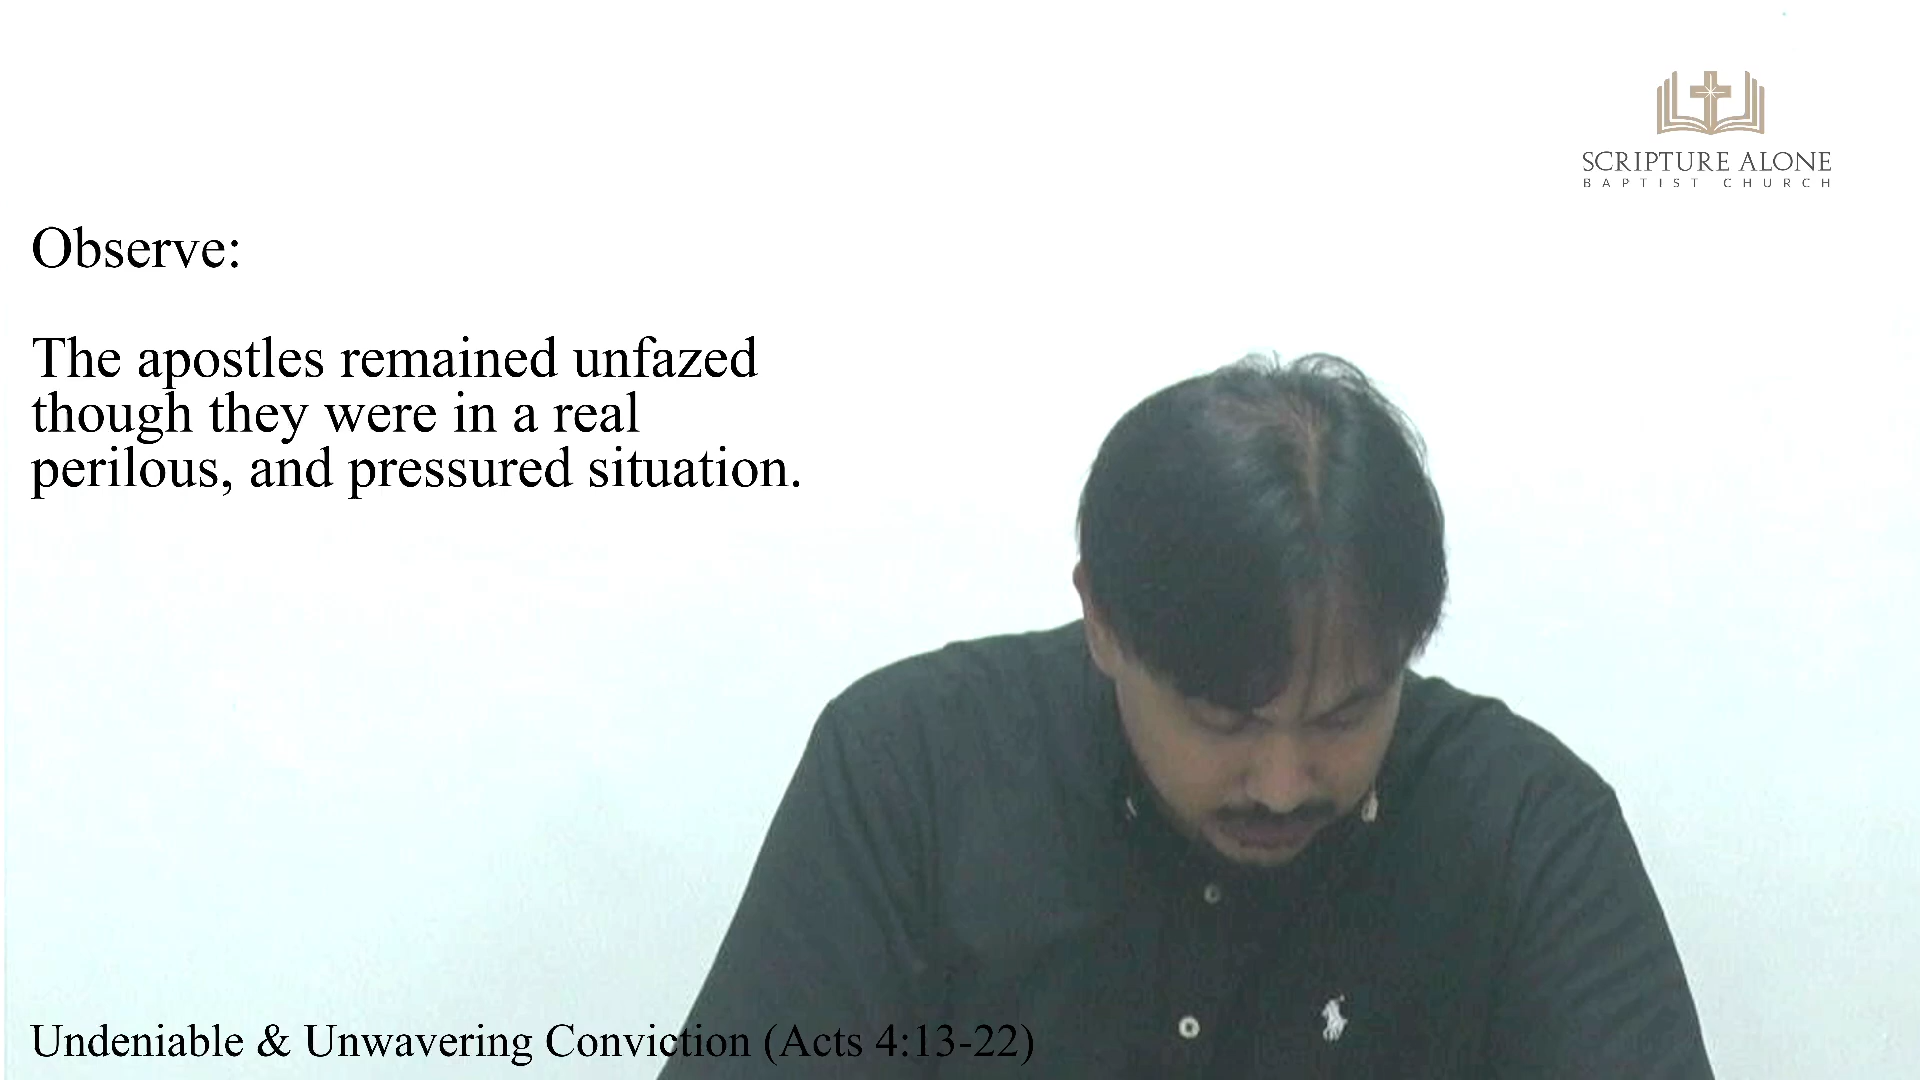 SCRIPTURE ALONE
BAPTIST CHURCH
Observe:
The apostles remained unfazed
though they were in a real
perilous, and pressured situation.
Undeniable & Unwavering Conviction (Acts 4:13-22)